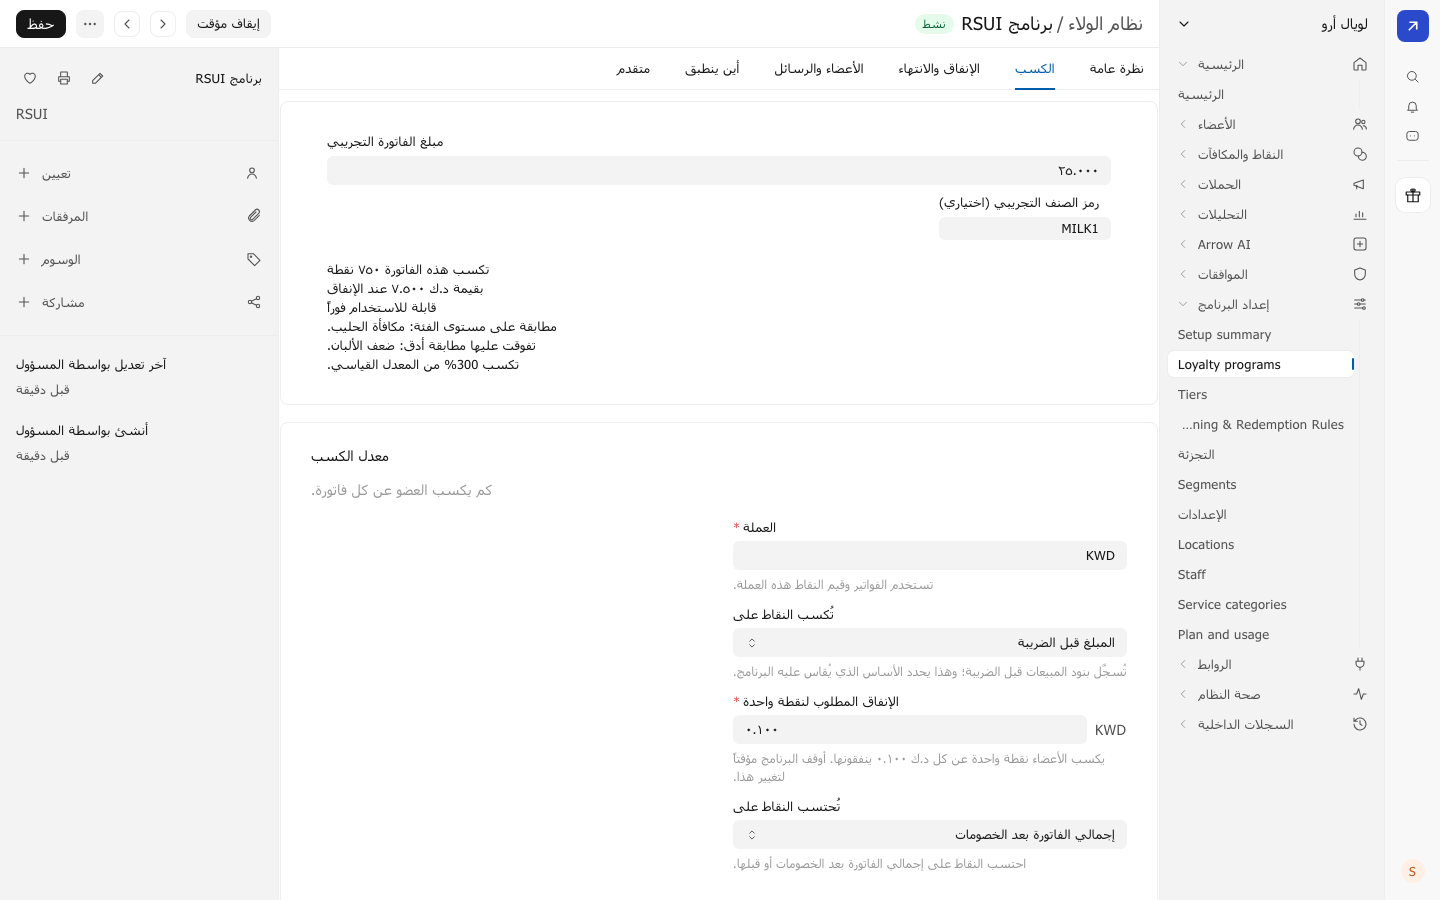 لويال أرو
الرئيسية
الرئيسية
الأعضاء
النقاط والمكافآت
الحملات
التحليلات
Arrow AI
الموافقات
إعداد البرنامج
Setup summary
Loyalty programs
Tiers
...ning & Redemption Rules
التجزئة
Segments
الإعدادات
Locations
Staff
Service categories
Plan and usage
الروابط
صحة النظام
السجلات الداخلية
S
نظام الولاء / برنامج RSUI نشط
إيقاف مؤقت
حفظ
نظرة عامة الكسب الإنفاق والانتهاء الأعضاء والرسائل أين ينطبق متقدم
مبلغ الفاتورة التجريبي
٢٥.٠٠٠
رمز الصنف التجريبي (اختياري)
MILK1
تكسب هذه الفاتورة ٧٥٠ نقطة
بقيمة د.ك ٧.٥٠٠ عند الإنفاق
قابلة للاستخدام فوراً
مطابقة على مستوى الفئة: مكافأة الحليب.
تفوقت عليها مطابقة أدق: ضعف الألبان.
تكسب 300% من المعدل القياسي.
معدل الكسب
كم يكسب العضو عن كل فاتورة.
العملة *
KWD
تستخدم الفواتير وقيم النقاط هذه العملة.
تُكسب النقاط على
المبلغ قبل الضريبة
تُسجَّل بنود المبيعات قبل الضريبة؛ وهذا يحدد الأساس الذي يُقاس عليه البرنامج.
الإنفاق المطلوب لنقطة واحدة *
KWD ٠.١٠٠
يكسب الأعضاء نقطة واحدة عن كل د.ك ٠.١٠٠ ينفقونها. أوقف البرنامج مؤقتاً
لتغيير هذا.
تُحتسب النقاط على
إجمالي الفاتورة بعد الخصومات
احتسب النقاط على إجمالي الفاتورة بعد الخصومات أو قبلها.
برنامج RSUI
RSUI
تعيين
المرفقات
الوسوم
مشاركة
آخر تعديل بواسطة المسؤول
قبل دقيقة
أنشئ بواسطة المسؤول
قبل دقيقة